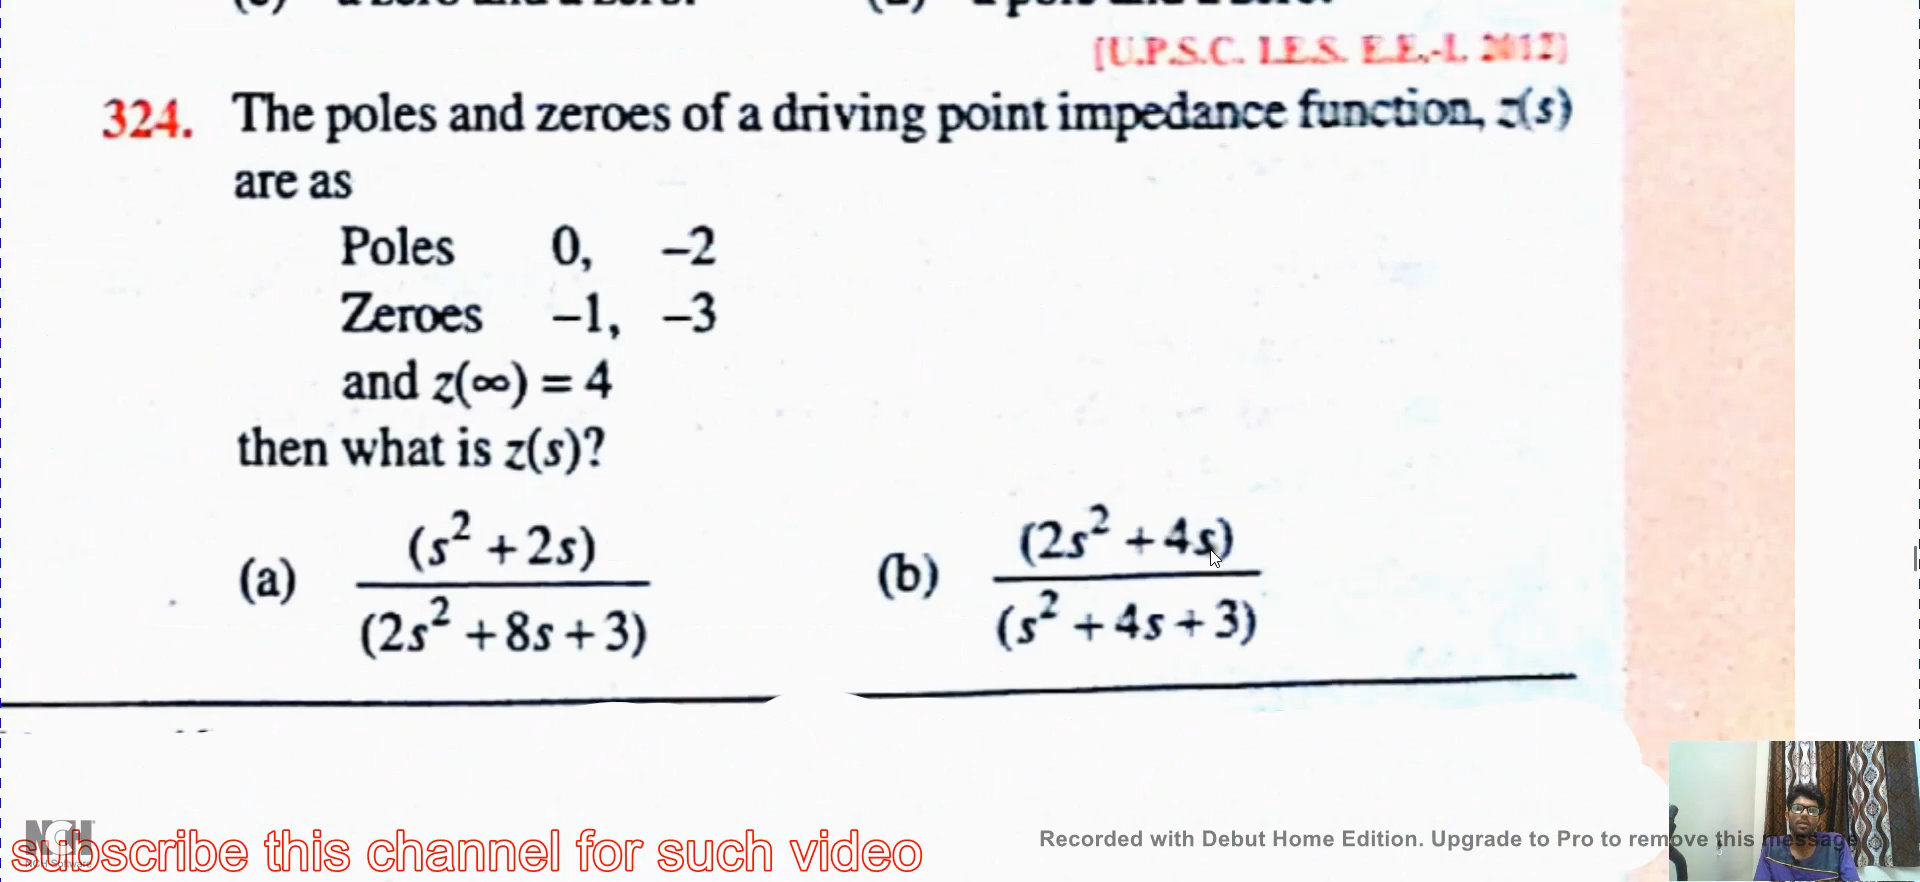 [U.P.S.C. I.E.S. E.E.-I. 2012]
324. The poles and zeroes of a driving point impedance function, z(s)
are as
Poles 0, –2
Zeroes –1, –3
and z(∞) = 4
then what is z(s)?
(a) (s² + 2s) / (2s² + 8s + 3) (b) (2s² + 4s) / (s² + 4s + 3)
NCH
Recorded with Debut Home Edition. Upgrade to Pro to remove this message
subscribe this channel for such video